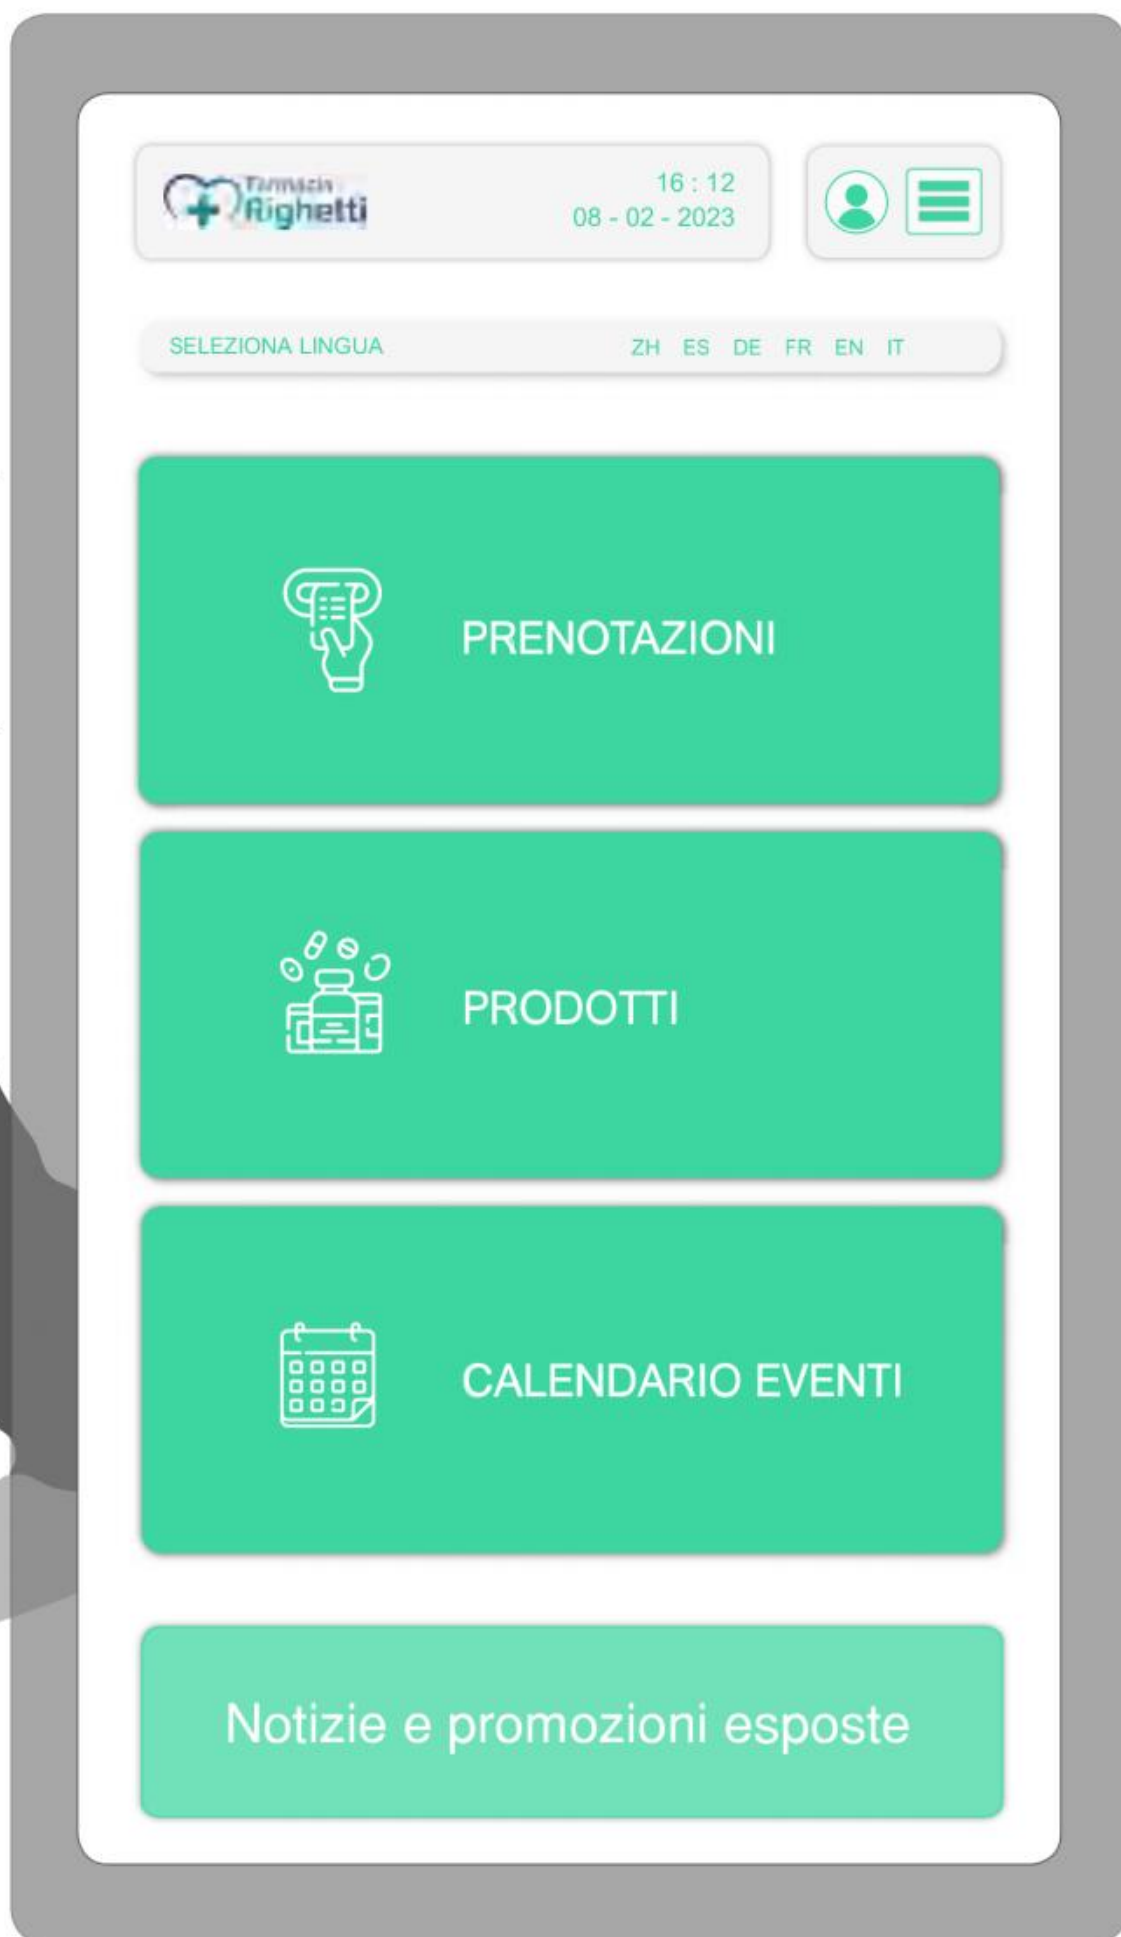 Farmacia
Righetti
16 : 12
08 - 02 - 2023
SELEZIONA LINGUA
ZH ES DE FR EN IT
PRENOTAZIONI
PRODOTTI
CALENDARIO EVENTI
Notizie e promozioni esposte